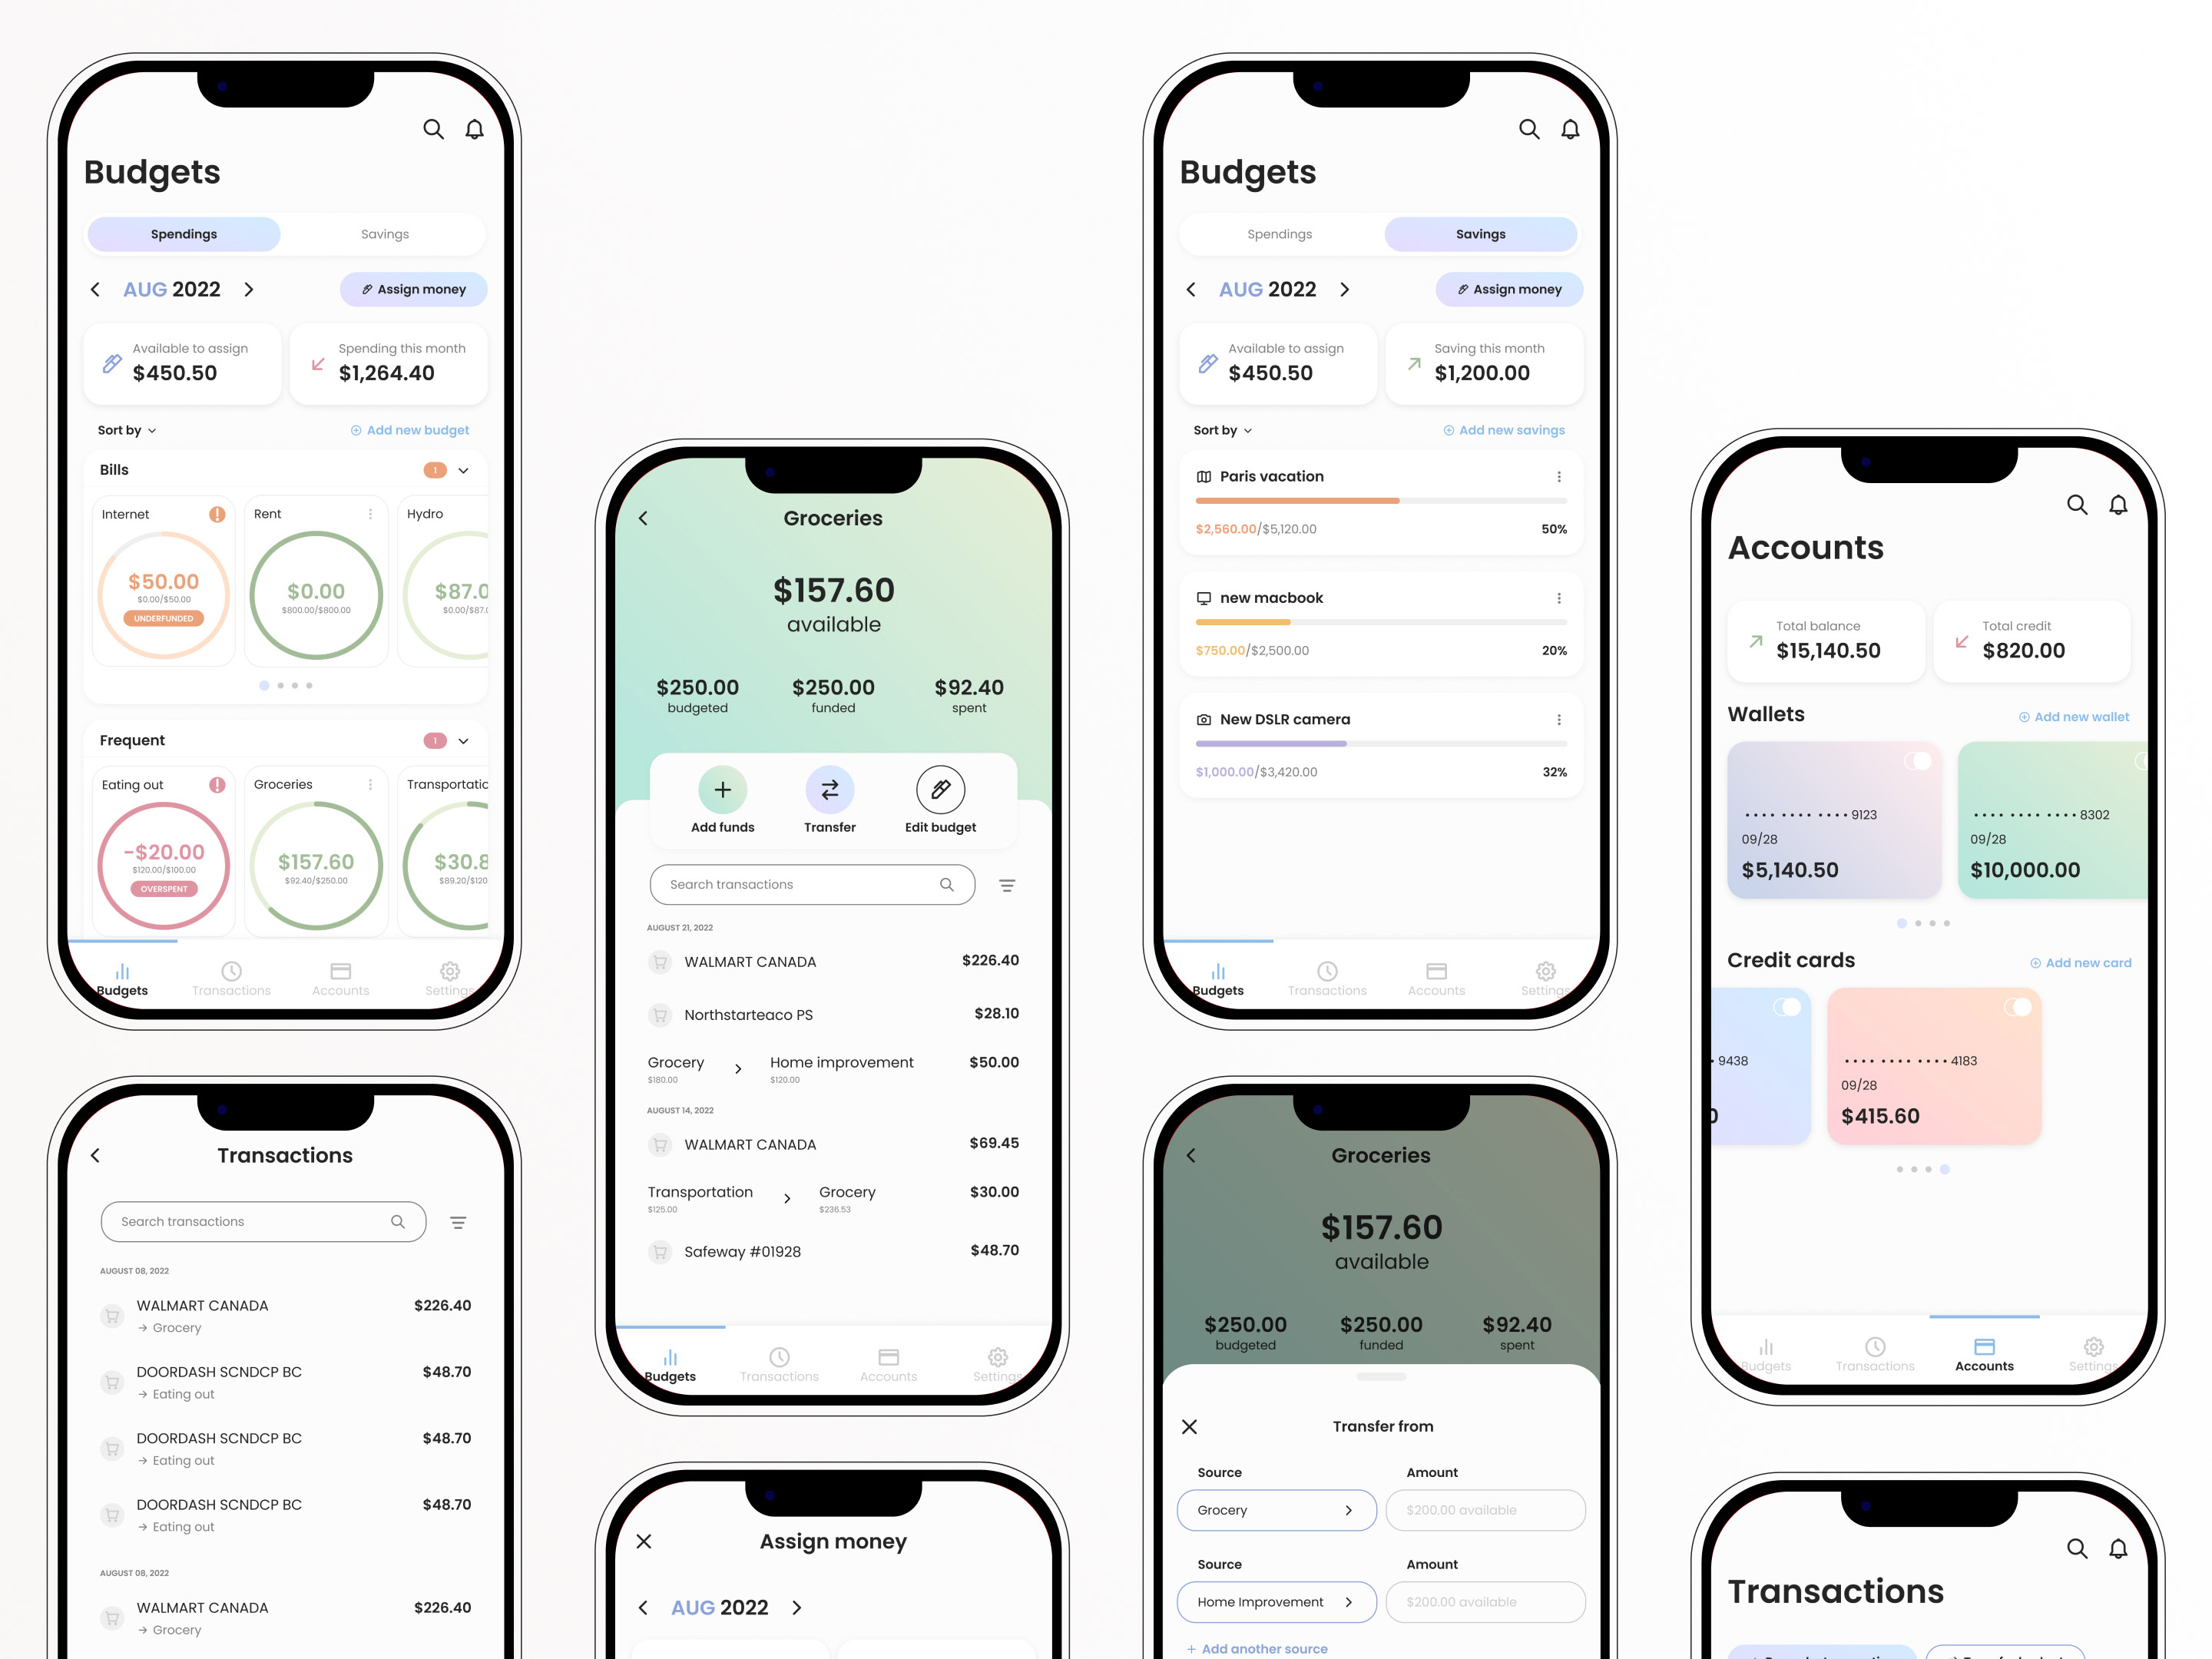 Budgets
Spendings
Savings
AUG 2022
Assign money
Available to assign
$450.50
Spending this month
$1,264.40
Sort by
Add new budget
Bills
1
Internet
$50.00
$0.00/$50.00
UNDERFUNDED
Rent
$0.00
$800.00/$800.00
Hydro
$87.0
$0.00/$87.
Frequent
1
Eating out
-$20.00
$120.00/$100.00
OVERSPENT
Groceries
$157.60
$92.40/$250.00
Transportatic
$30.8
$89.20/$120
Budgets
Transactions
Accounts
Settings
Transactions
Search transactions
AUGUST 08, 2022
WALMART CANADA
$226.40
→ Grocery
DOORDASH SCNDCP BC
$48.70
→ Eating out
DOORDASH SCNDCP BC
$48.70
→ Eating out
DOORDASH SCNDCP BC
$48.70
→ Eating out
AUGUST 08, 2022
WALMART CANADA
$226.40
→ Grocery
Groceries
$157.60
available
$250.00
budgeted
$250.00
funded
$92.40
spent
Add funds
Transfer
Edit budget
Search transactions
AUGUST 21, 2022
WALMART CANADA
$226.40
Northstarteaco PS
$28.10
Grocery
$180.00
Home improvement
$120.00
$50.00
AUGUST 14, 2022
WALMART CANADA
$69.45
Transportation
$125.00
Grocery
$236.53
$30.00
Safeway #01928
$48.70
Budgets
Transactions
Accounts
Settings
Assign money
AUG 2022
Budgets
Spendings
Savings
AUG 2022
Assign money
Available to assign
$450.50
Saving this month
$1,200.00
Sort by
Add new savings
Paris vacation
$2,560.00/$5,120.00
50%
new macbook
$750.00/$2,500.00
20%
New DSLR camera
$1,000.00/$3,420.00
32%
Budgets
Transactions
Accounts
Settings
Groceries
$157.60
available
$250.00
budgeted
$250.00
funded
$92.40
spent
Transfer from
Source
Amount
Grocery
$200.00 available
Source
Amount
Home Improvement
$200.00 available
+ Add another source
Accounts
Total balance
$15,140.50
Total credit
$820.00
Wallets
Add new wallet
•••• •••• •••• 9123
09/28
$5,140.50
•••• •••• •••• 8302
09/28
$10,000.00
Credit cards
Add new card
• 9438
0
•••• •••• •••• 4183
09/28
$415.60
Budgets
Transactions
Accounts
Settings
Transactions